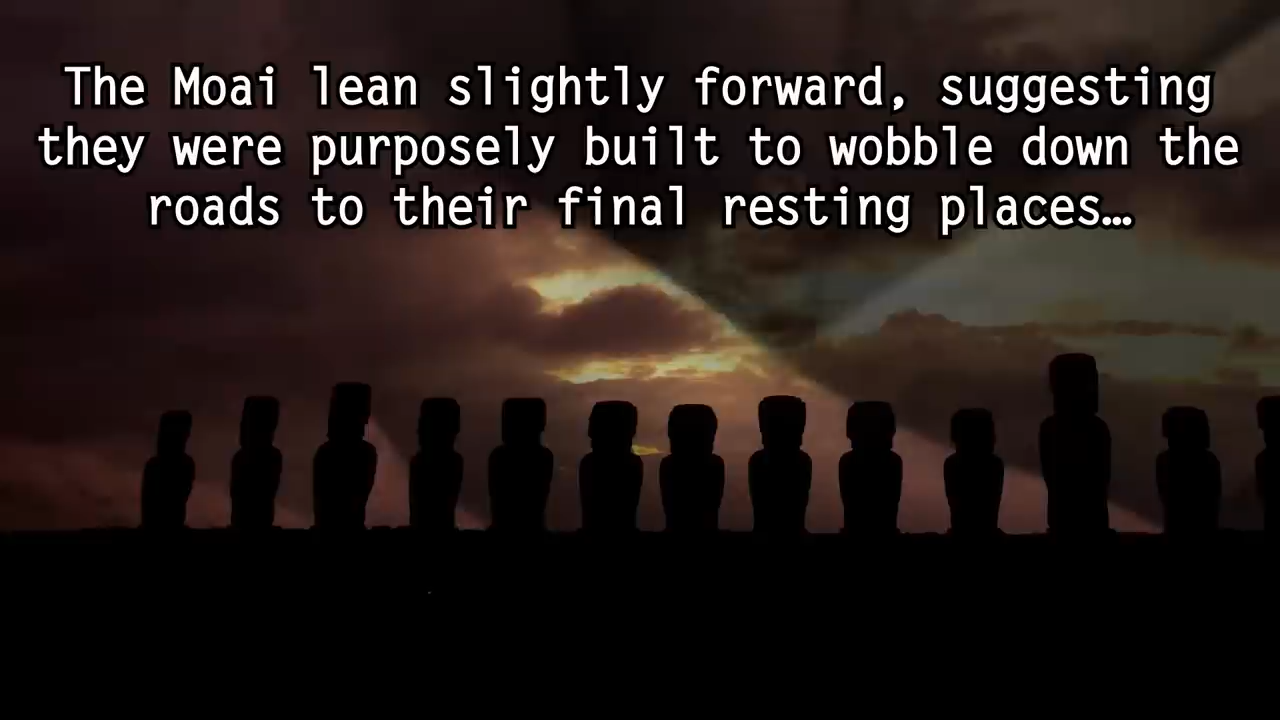 The Moai lean slightly forward, suggesting
they were purposely built to wobble down the
roads to their final resting places…